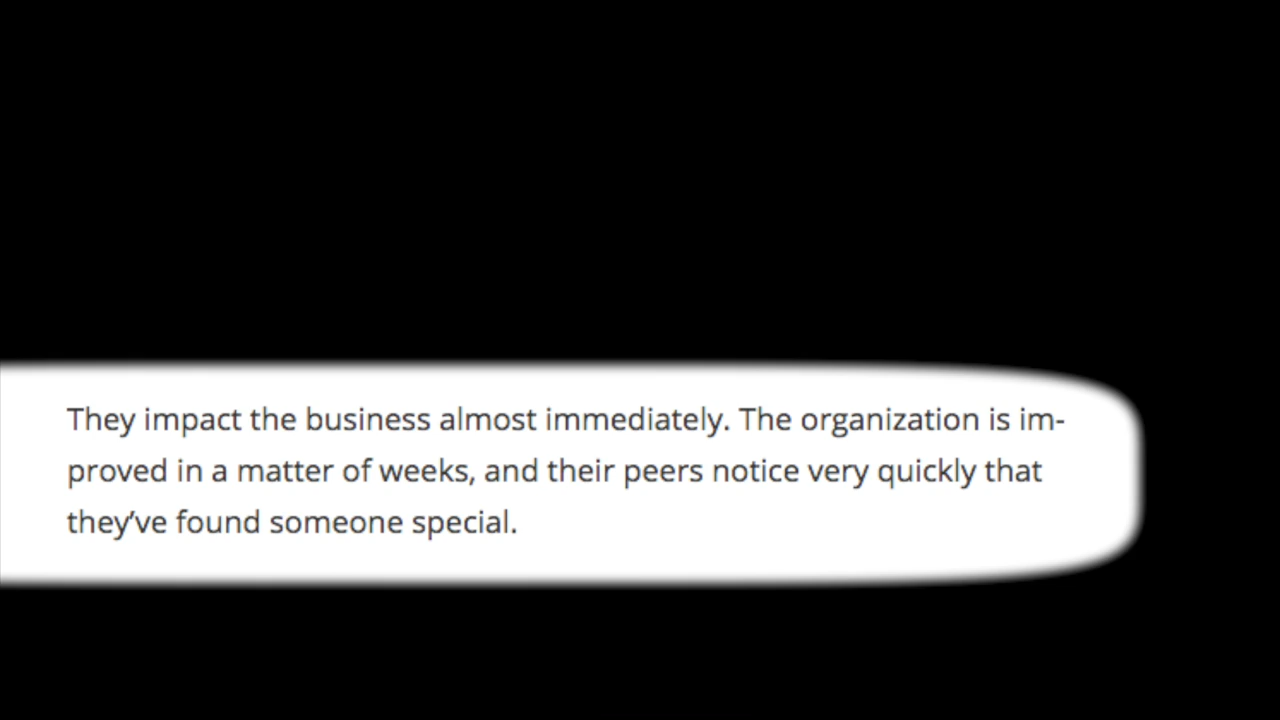 They impact the business almost immediately. The organization is im-
proved in a matter of weeks, and their peers notice very quickly that
they’ve found someone special.